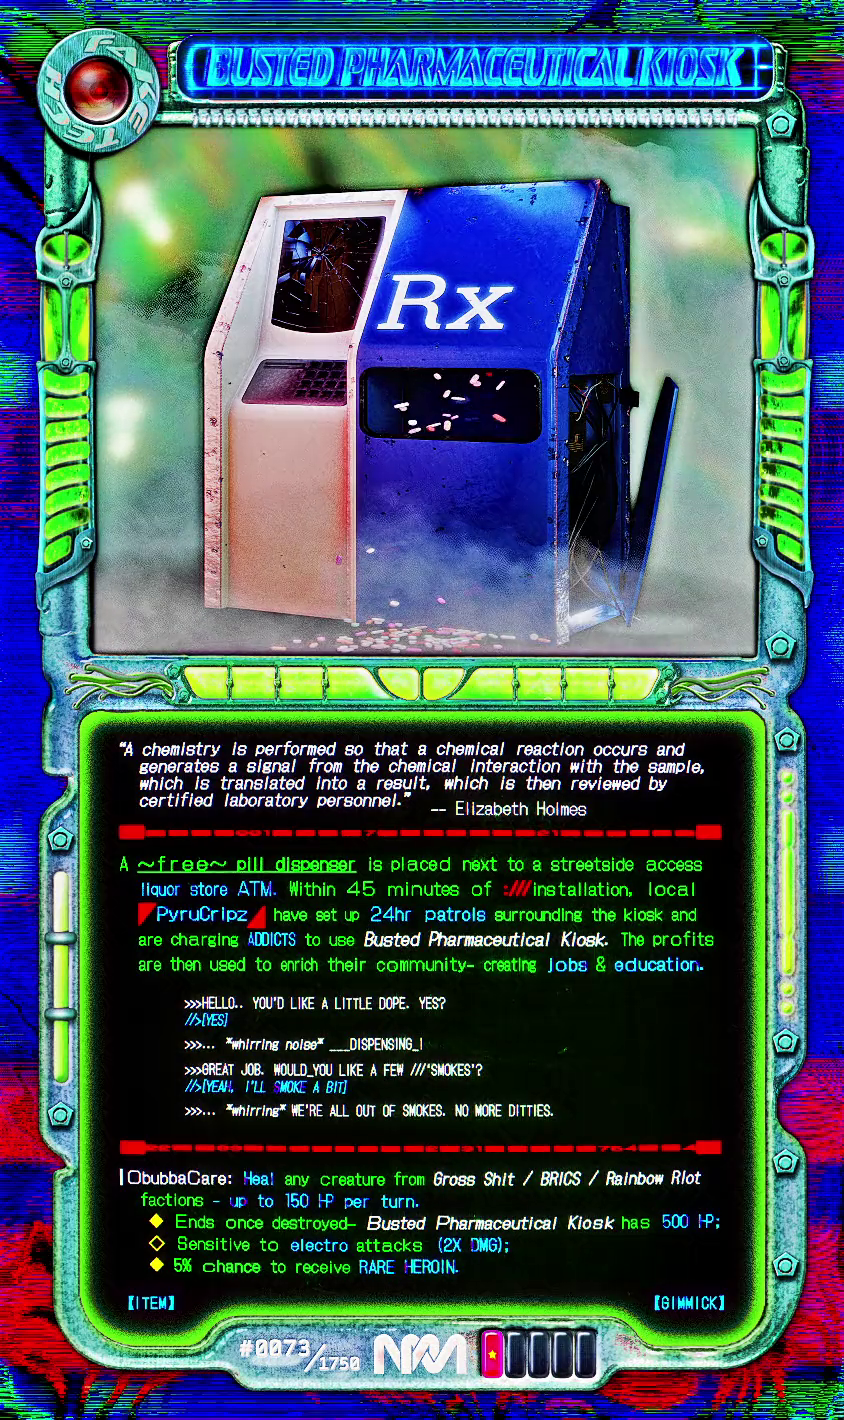 FAKE TECH
BUSTED PHARMACEUTICAL KIOSK
Rx
"A chemistry is performed so that a chemical reaction occurs and
generates a signal from the chemical interaction with the sample,
which is translated into a result, which is then reviewed by
certified laboratory personnel."
-- Elizabeth Holmes
A ~free~ pill dispenser is placed next to a streetside access
liquor store ATM. Within 45 minutes of :///installation, local
PyruCripz have set up 24hr patrols surrounding the kiosk and
are charging ADDICTS to use Busted Pharmaceutical Kiosk. The profits
are then used to enrich their community- creating jobs & education.
>>>HELLO.. YOU'D LIKE A LITTLE DOPE. YES?
//>[YES]
>>>... *whirring noise* ___DISPENSING_!
>>>GREAT JOB. WOULD_YOU LIKE A FEW ///'SMOKES'?
//>[YEAH, I'LL SMOKE A BIT]
>>>... *whirring* WE'RE ALL OUT OF SMOKES. NO MORE DITTIES.
ObubbaCare: Heal any creature from Gross Shit / BRICS / Rainbow Riot
factions - up to 150 HP per turn.
◆ Ends once destroyed- Busted Pharmaceutical Kiosk has 500 HP;
◇ Sensitive to electro attacks (2X DMG);
◆ 5% chance to receive RARE HEROIN.
【ITEM】
【GIMMICK】
#0073/1750
NM